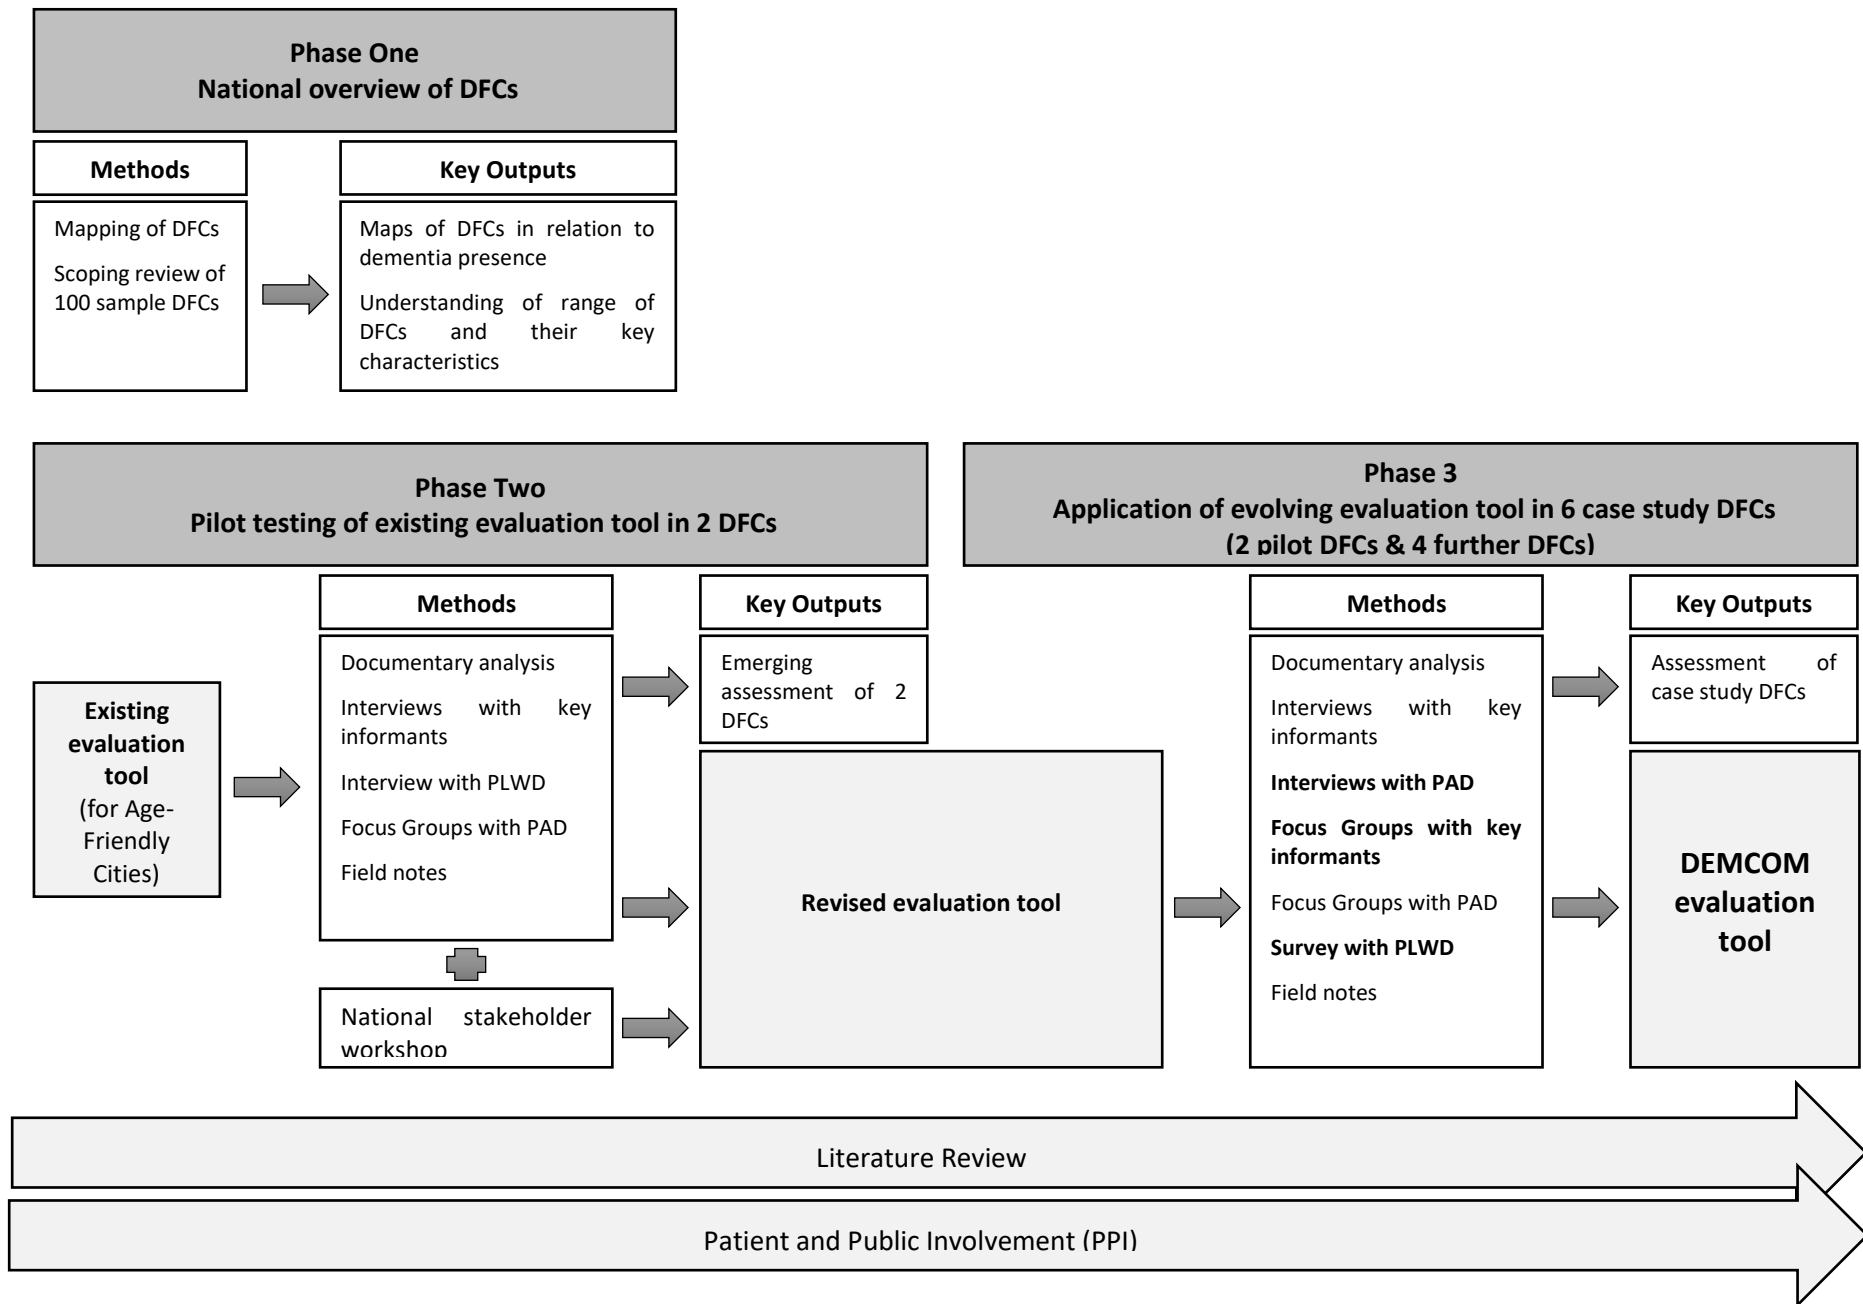 Phase One
National overview of DFCs
Methods
Key Outputs
Mapping of DFCs
Scoping review of
100 sample DFCs
Maps of DFCs in relation to
dementia presence
Understanding of range of
DFCs and their key
characteristics
Phase Two
Pilot testing of existing evaluation tool in 2 DFCs
Existing
evaluation
tool
(for Age-
Friendly
Cities)
Methods
Documentary analysis
Interviews with key
informants
Interview with PLWD
Focus Groups with PAD
Field notes
National stakeholder
workshop
Key Outputs
Emerging
assessment of 2
DFCs
Revised evaluation tool
Phase 3
Application of evolving evaluation tool in 6 case study DFCs
(2 pilot DFCs & 4 further DFCs)
Methods
Documentary analysis
Interviews with key
informants
Interviews with PAD
Focus Groups with key
informants
Focus Groups with PAD
Survey with PLWD
Field notes
Key Outputs
Assessment of
case study DFCs
DEMCOM
evaluation
tool
Literature Review
Patient and Public Involvement (PPI)